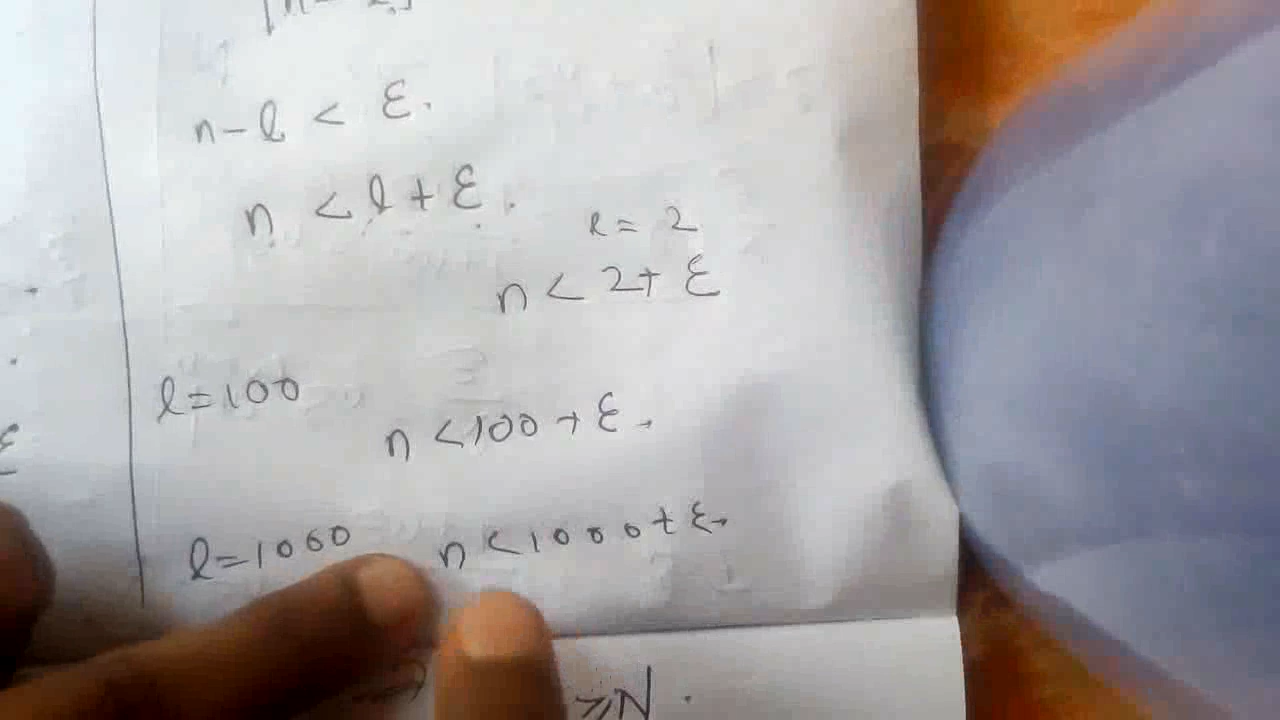 n-l < ε.
n < l + ε.
l = 2
n < 2 + ε
l = 100
n < 100 + ε.
l = 1000 n < 1000 + ε.
≥ N.